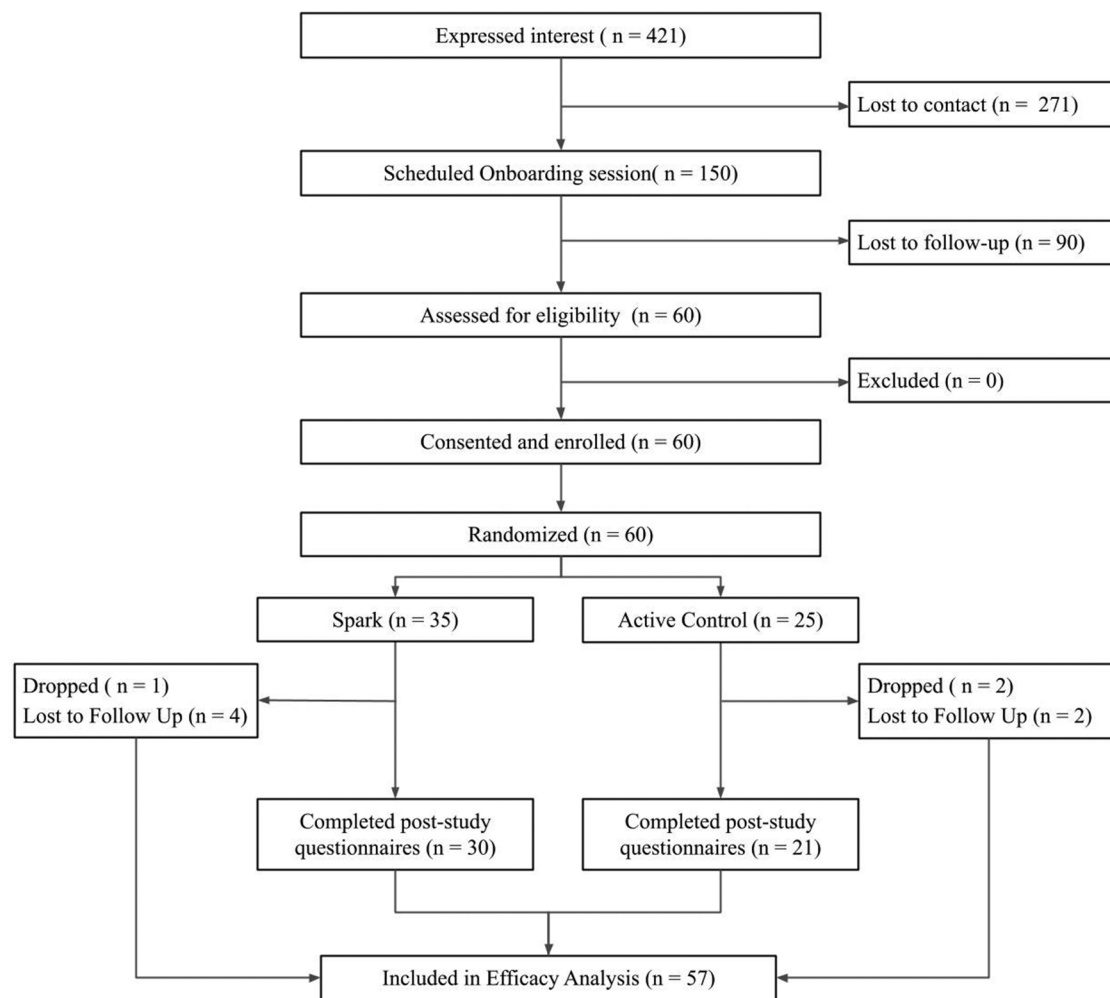 Expressed interest ( n = 421)
Lost to contact (n =  271)
Scheduled Onboarding session( n = 150)
Lost to follow-up (n = 90)
Assessed for eligibility  (n = 60)
Excluded (n = 0)
Consented and enrolled (n = 60)
Randomized (n = 60)
Spark (n = 35)
Active Control (n = 25)
Dropped ( n = 1)
Lost to Follow Up (n = 4)
Dropped ( n = 2)
Lost to Follow Up (n = 2)
Completed post-study
questionnaires (n = 30)
Completed post-study
questionnaires (n = 21)
Included in Efficacy Analysis (n = 57)